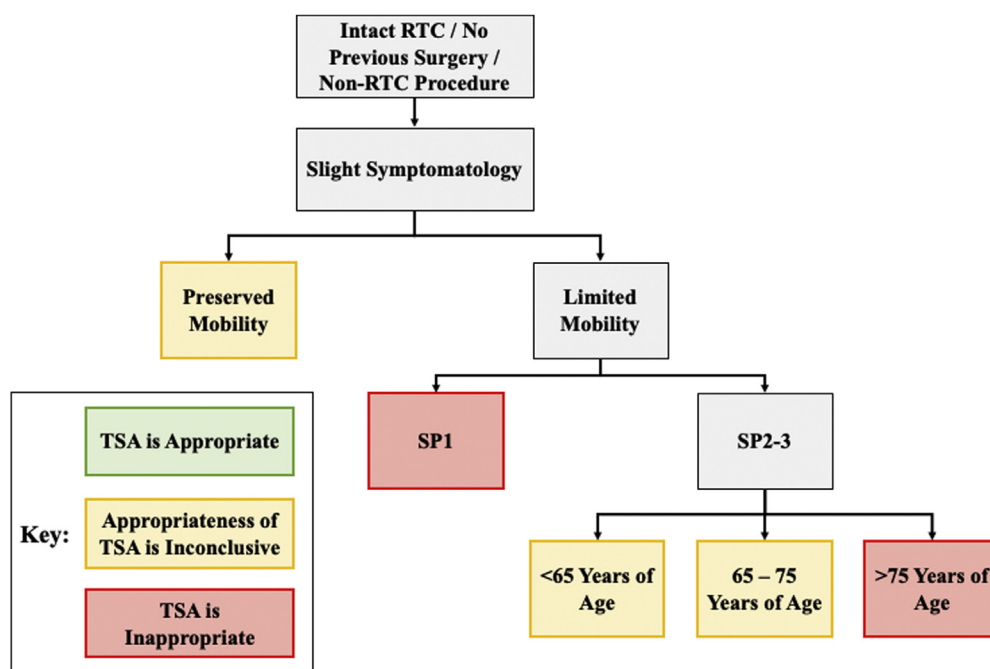 Intact RTC / No
Previous Surgery /
Non-RTC Procedure
Slight Symptomatology
Preserved
Mobility
Limited
Mobility
SP1
SP2-3
<65 Years of
Age
65 – 75
Years of Age
>75 Years of
Age
Key:
TSA is Appropriate
Appropriateness of
TSA is Inconclusive
TSA is
Inappropriate